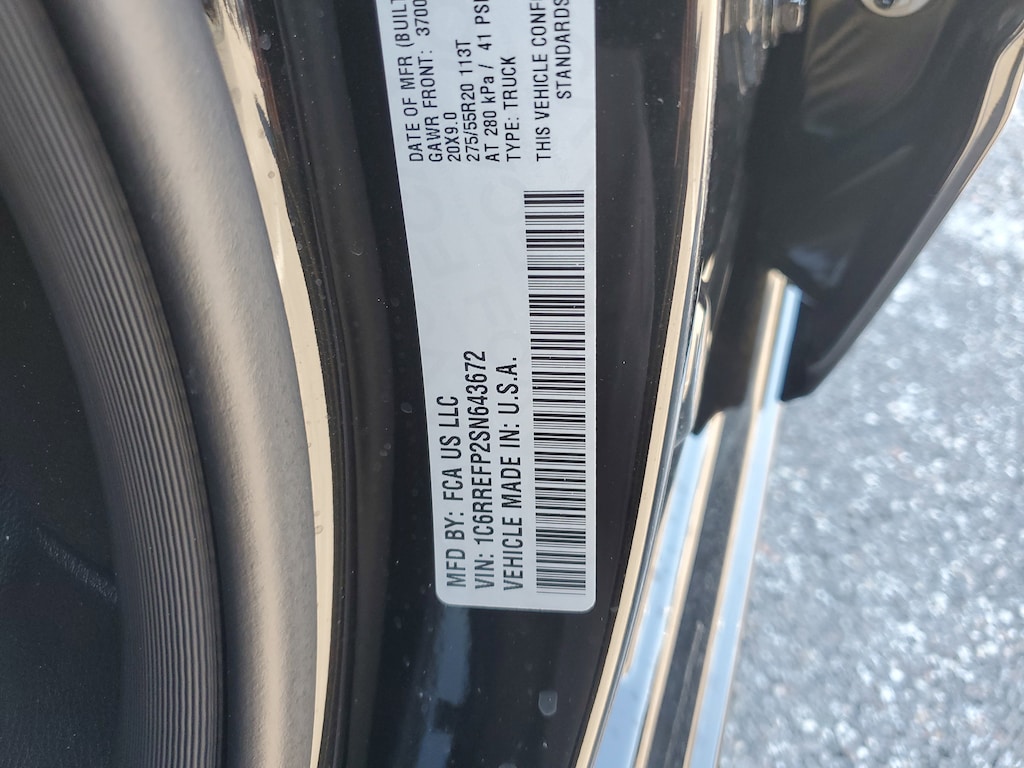 MFD BY: FCA US LLC
VIN: 1C6RREFP2SN643672
VEHICLE MADE IN: U.S.A.
DATE OF MFR (BUILT
GAWR FRONT: 3700
20X9.0
275/55R20 113T
AT 280 kPa / 41 PSI
TYPE: TRUCK
THIS VEHICLE CONF
STANDARDS